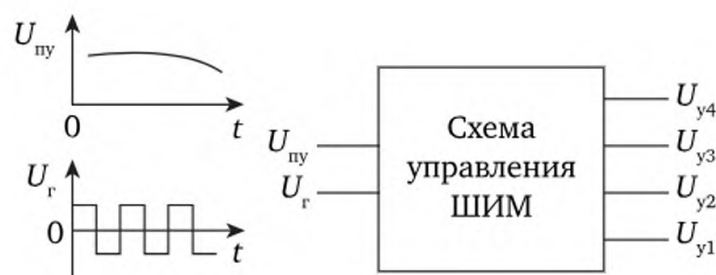 Uпу
0 t
Uг
0
t
Uпу
Uг
Схема
управления
ШИМ
Uу4
Uу3
Uу2
Uу1